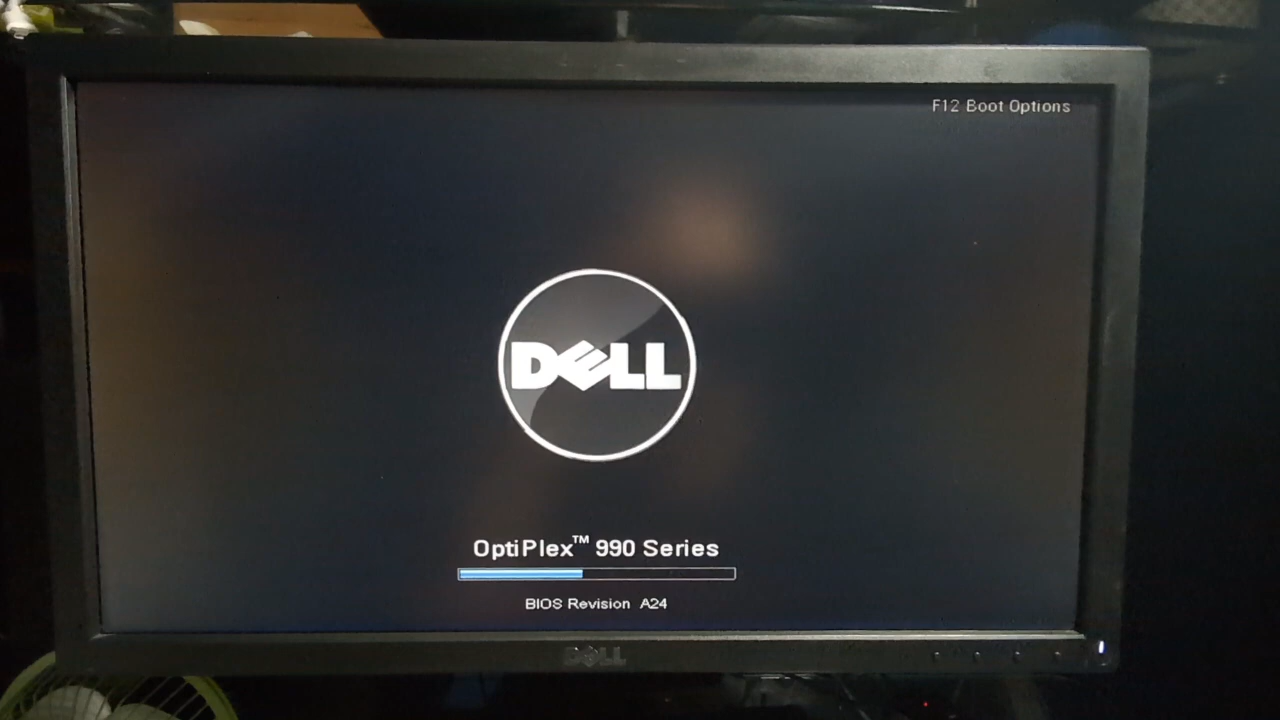 F12 Boot Options
DELL
OptiPlex™ 990 Series
BIOS Revision A24
DELL